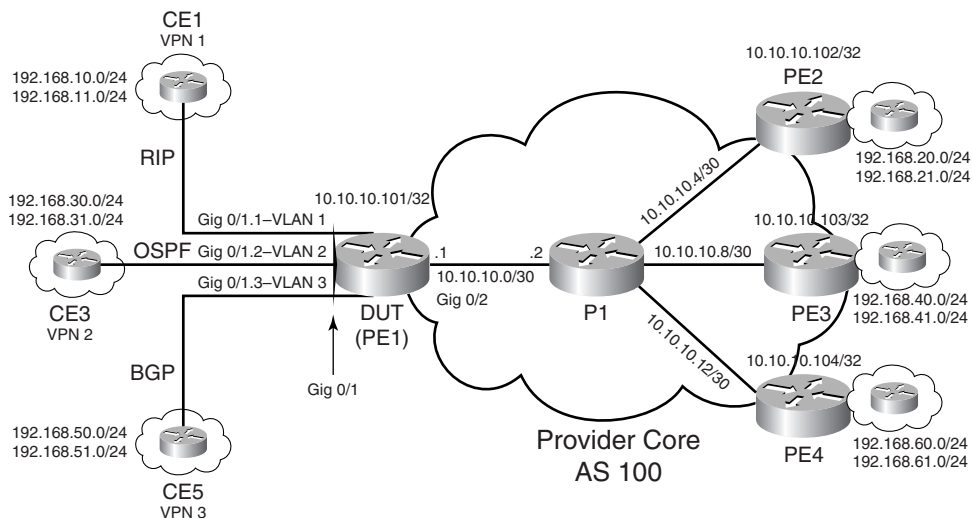 CE1
VPN 1
192.168.10.0/24
192.168.11.0/24
RIP
10.10.10.101/32
Gig 0/1.1–VLAN 1
192.168.30.0/24
192.168.31.0/24
OSPF
Gig 0/1.2–VLAN 2
CE3
VPN 2
Gig 0/1.3–VLAN 3
DUT
(PE1)
.1
.2
10.10.10.0/30
Gig 0/2
Gig 0/1
BGP
192.168.50.0/24
192.168.51.0/24
CE5
VPN 3
P1
10.10.10.4/30
10.10.10.8/30
10.10.10.12/30
10.10.10.102/32
PE2
192.168.20.0/24
192.168.21.0/24
10.10.10.103/32
PE3
192.168.40.0/24
192.168.41.0/24
10.10.10.104/32
PE4
192.168.60.0/24
192.168.61.0/24
Provider Core
AS 100